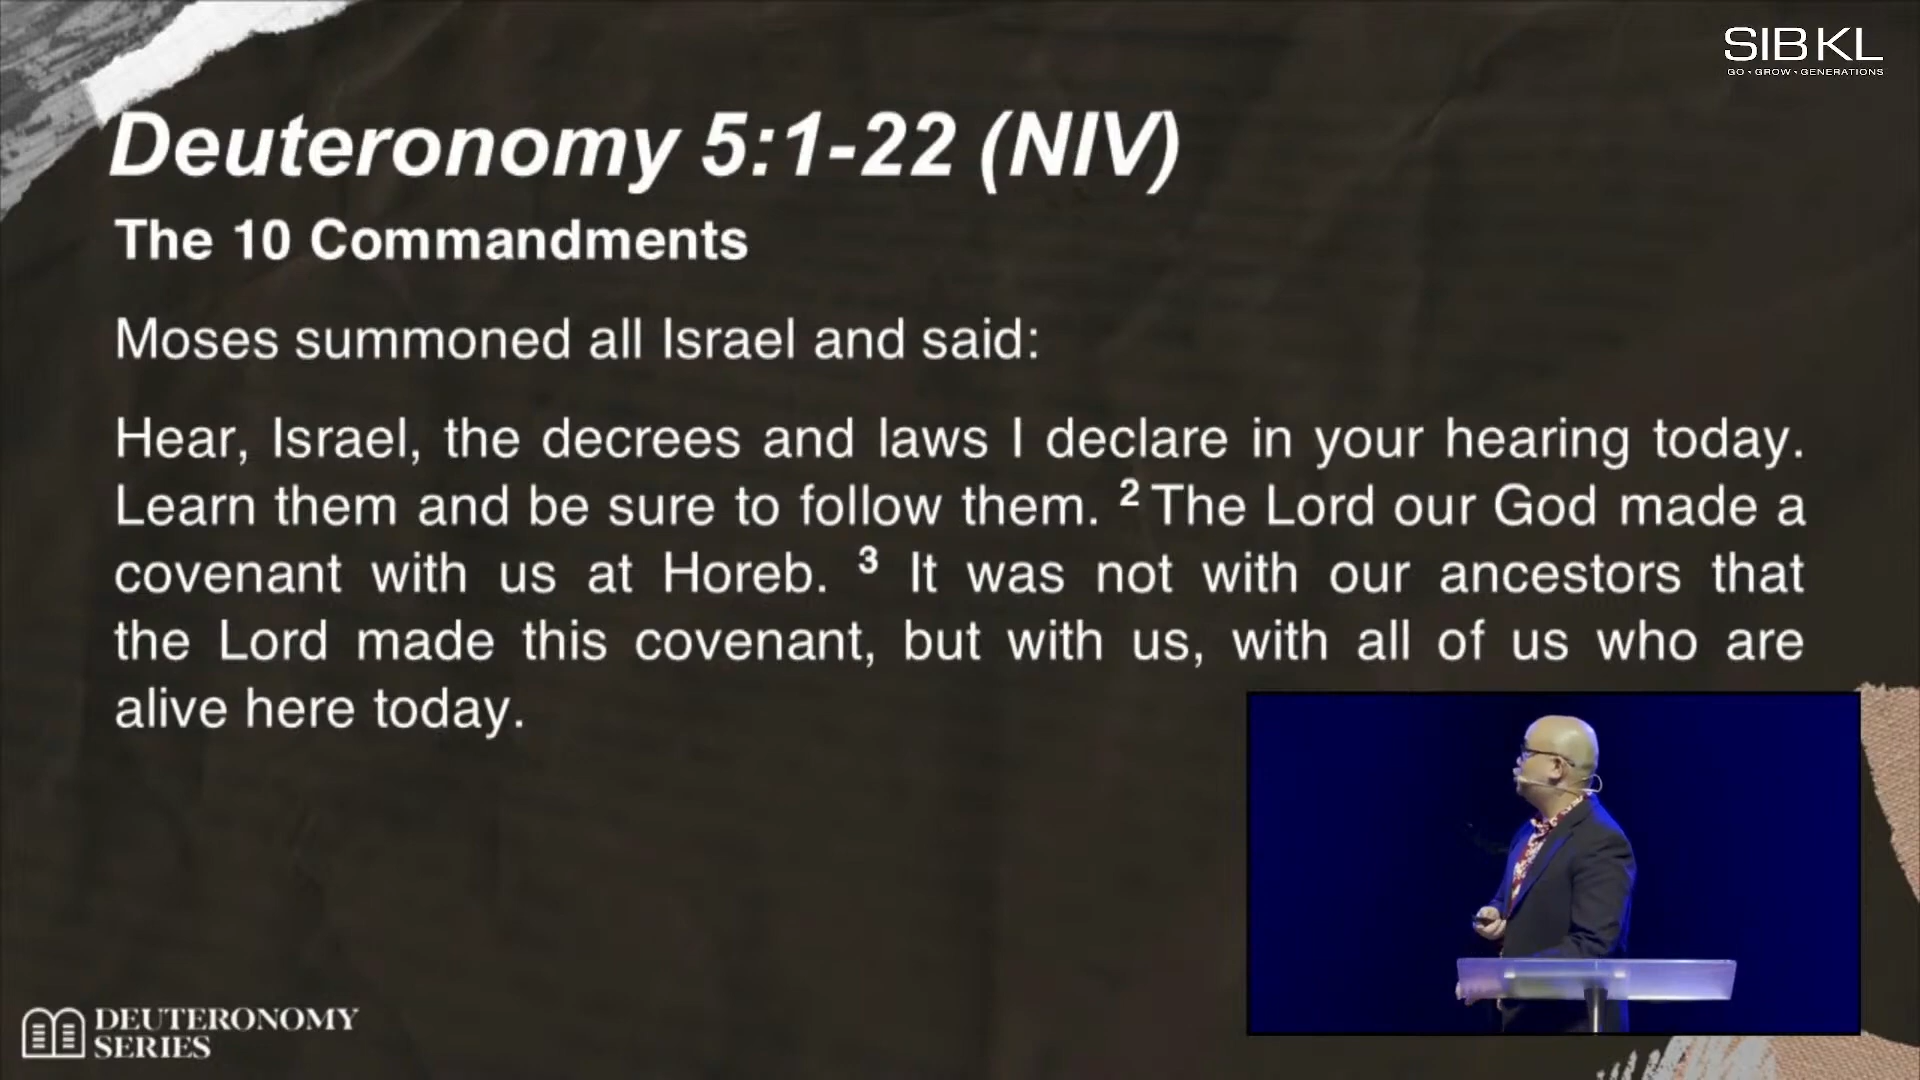 SIBKL
GO • GROW • GENERATIONS
Deuteronomy 5:1-22 (NIV)
The 10 Commandments
Moses summoned all Israel and said:
Hear, Israel, the decrees and laws I declare in your hearing today.
Learn them and be sure to follow them. ² The Lord our God made a
covenant with us at Horeb. ³ It was not with our ancestors that
the Lord made this covenant, but with us, with all of us who are
alive here today.
DEUTERONOMY
SERIES